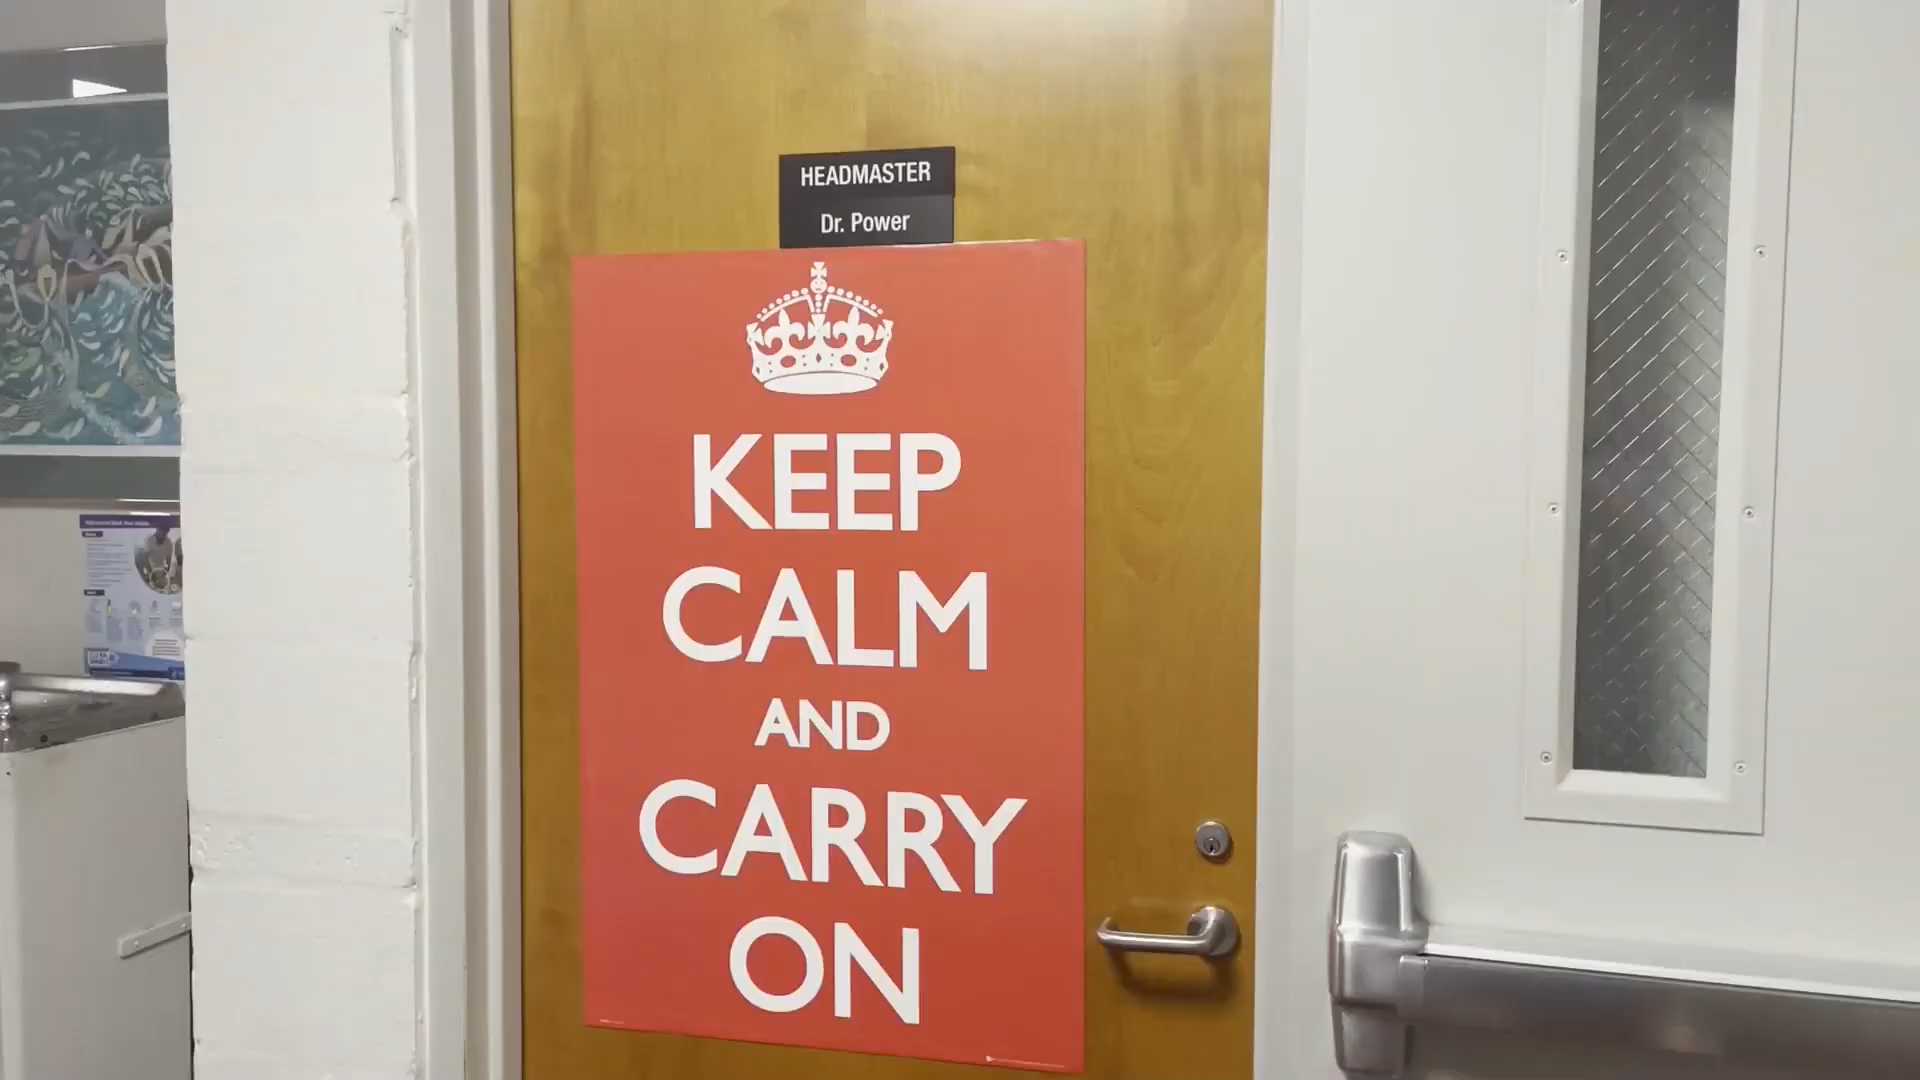 HEADMASTER
Dr. Power
KEEP
CALM
AND
CARRY
ON